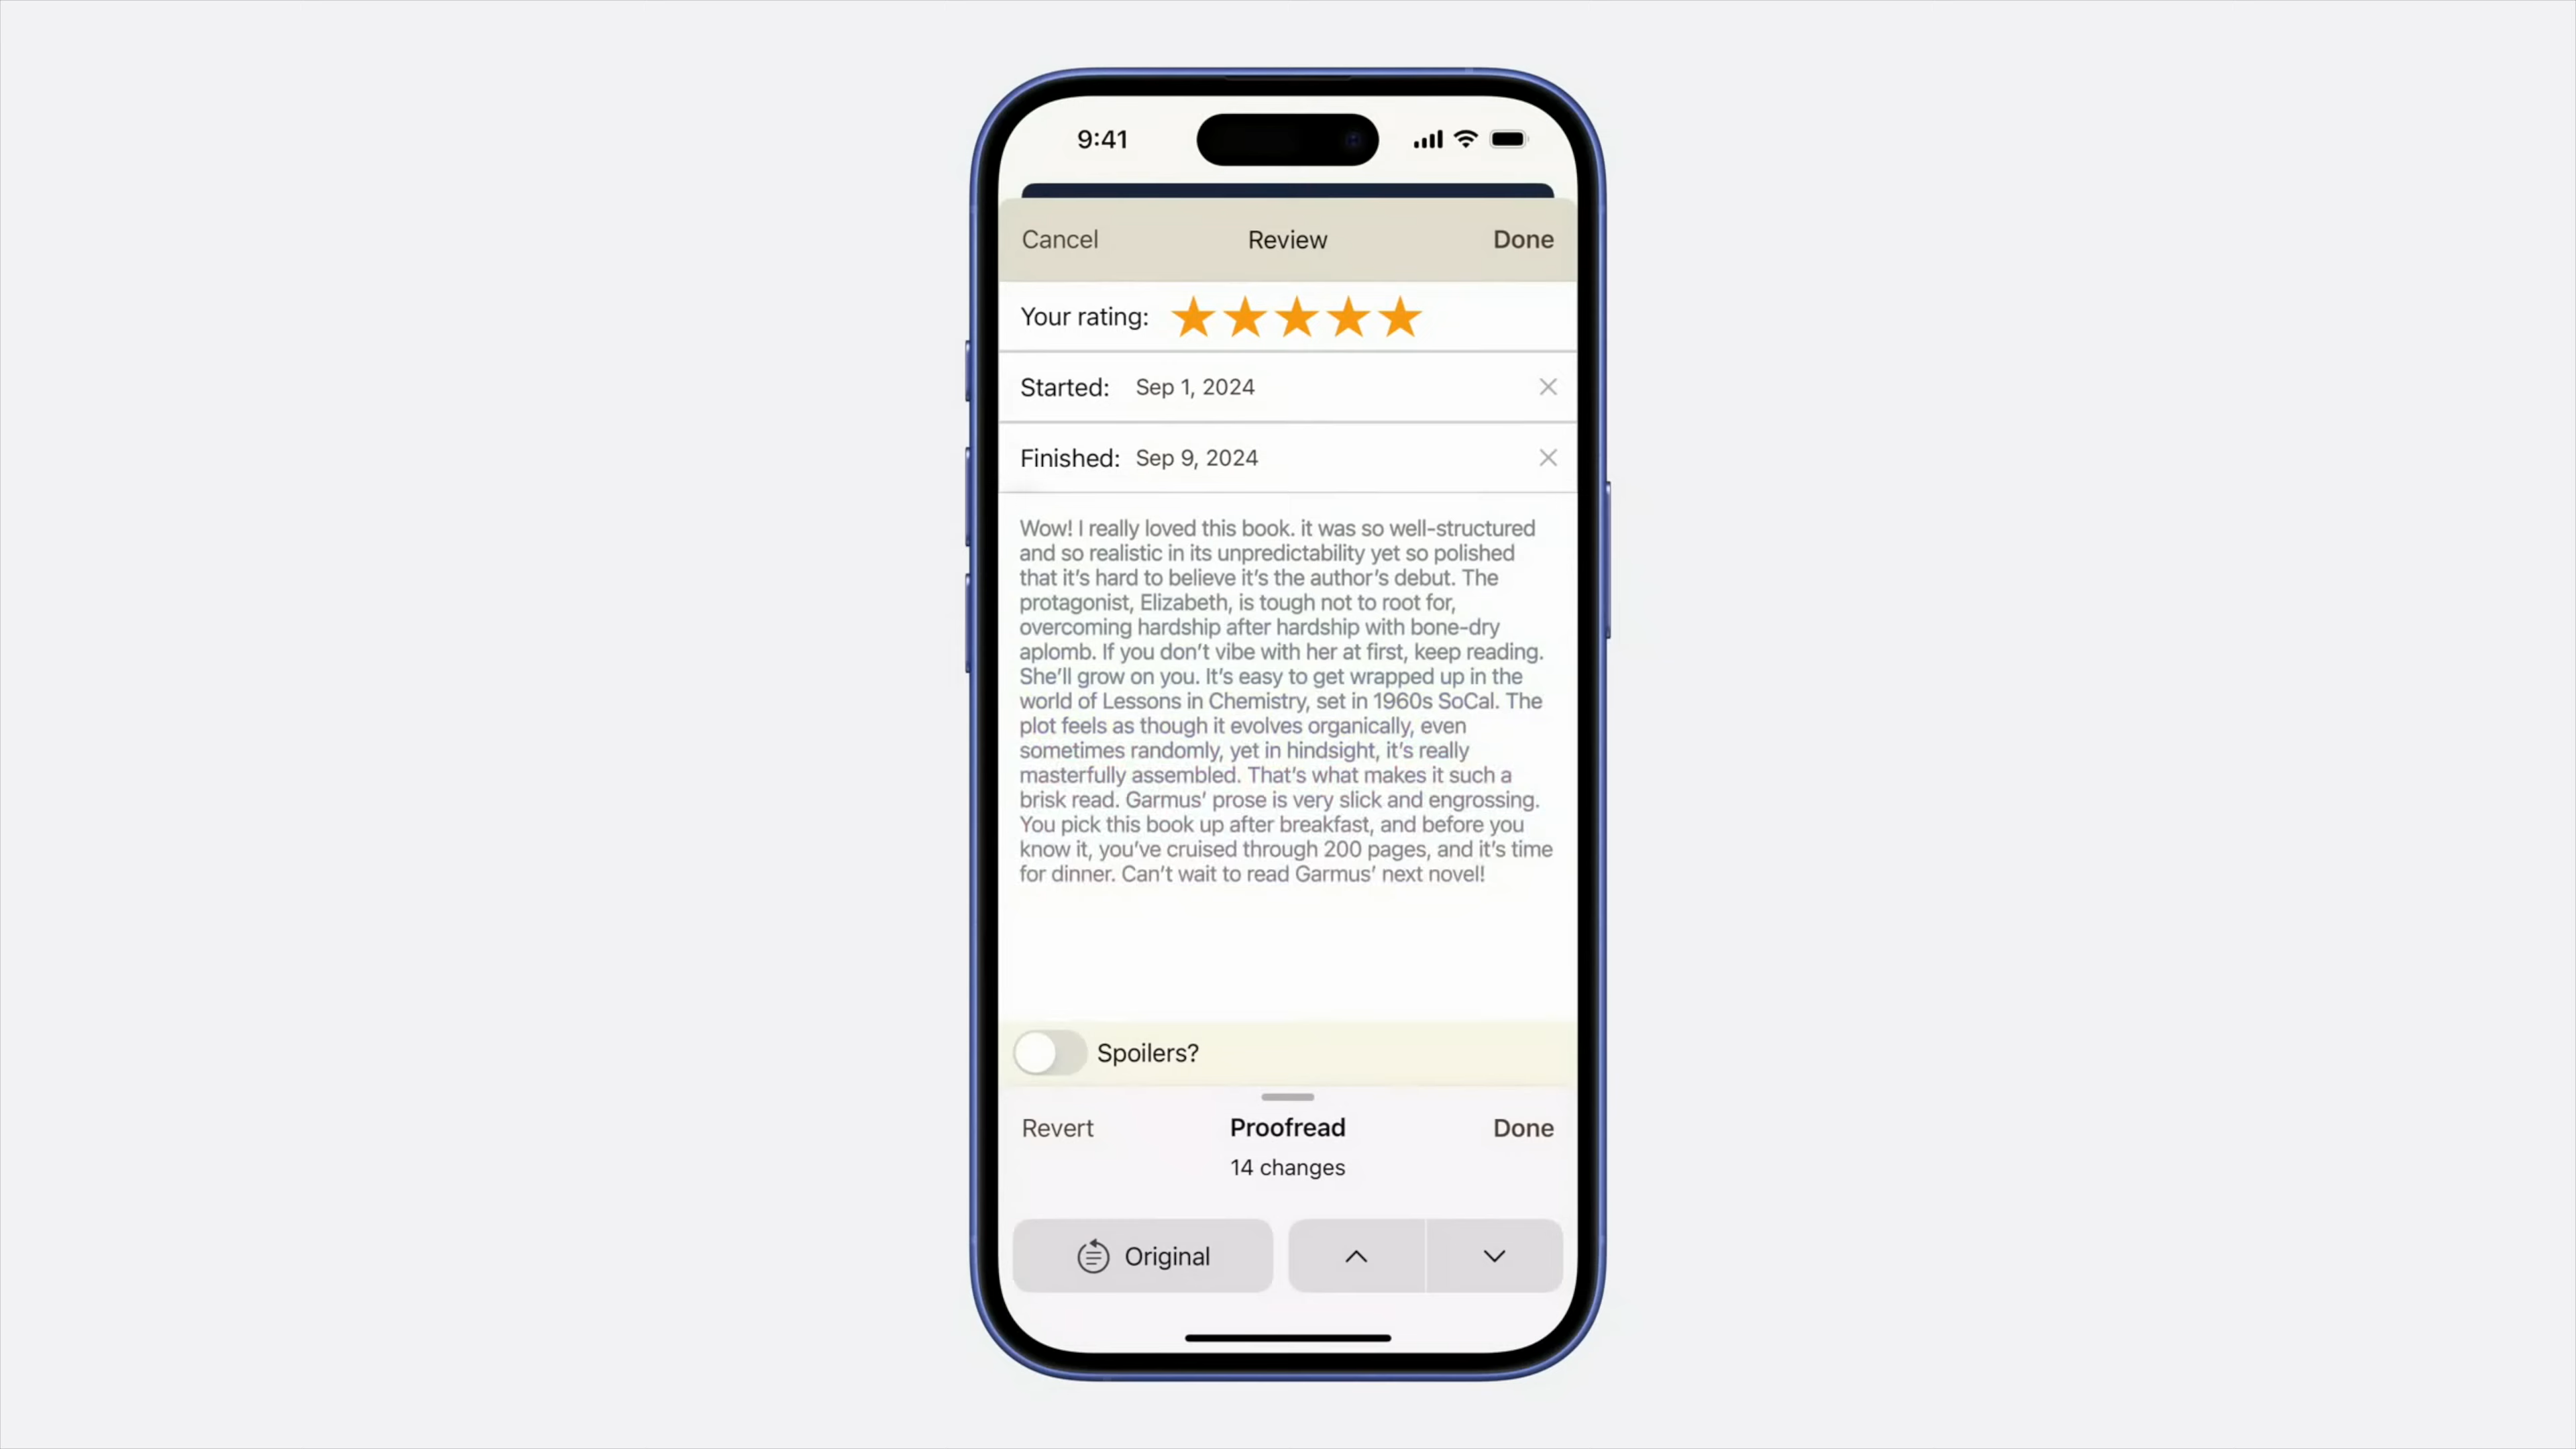 9:41
Cancel Review Done
Your rating:
Started: Sep 1, 2024
Finished: Sep 9, 2024
Wow! I really loved this book. it was so well-structured
and so realistic in its unpredictability yet so polished
that it’s hard to believe it’s the author’s debut. The
protagonist, Elizabeth, is tough not to root for,
overcoming hardship after hardship with bone-dry
aplomb. If you don’t vibe with her at first, keep reading.
She’ll grow on you. It’s easy to get wrapped up in the
world of Lessons in Chemistry, set in 1960s SoCal. The
plot feels as though it evolves organically, even
sometimes randomly, yet in hindsight, it’s really
masterfully assembled. That’s what makes it such a
brisk read. Garmus’ prose is very slick and engrossing.
You pick this book up after breakfast, and before you
know it, you’ve cruised through 200 pages, and it’s time
for dinner. Can’t wait to read Garmus’ next novel!
Spoilers?
Revert Proofread Done
14 changes
Original